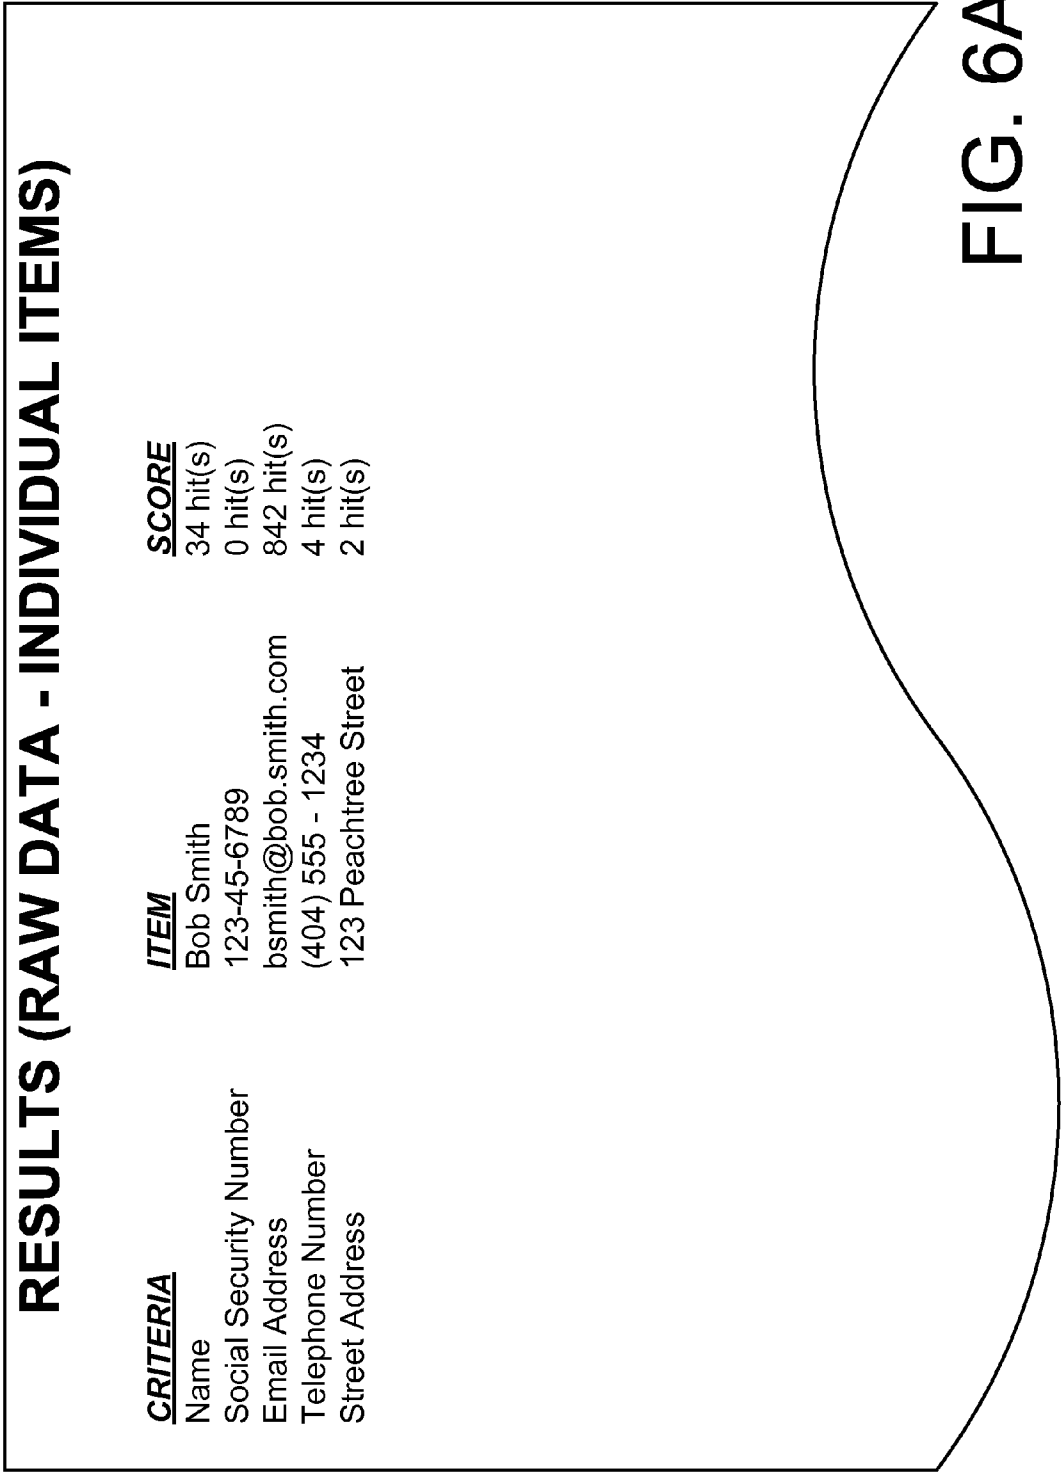 RESULTS (RAW DATA - INDIVIDUAL ITEMS)
CRITERIA ITEM SCORE
Name Bob Smith 34 hit(s)
Social Security Number 123-45-6789 0 hit(s)
Email Address bsmith@bob.smith.com 842 hit(s)
Telephone Number (404) 555 - 1234 4 hit(s)
Street Address 123 Peachtree Street 2 hit(s)
FIG. 6A